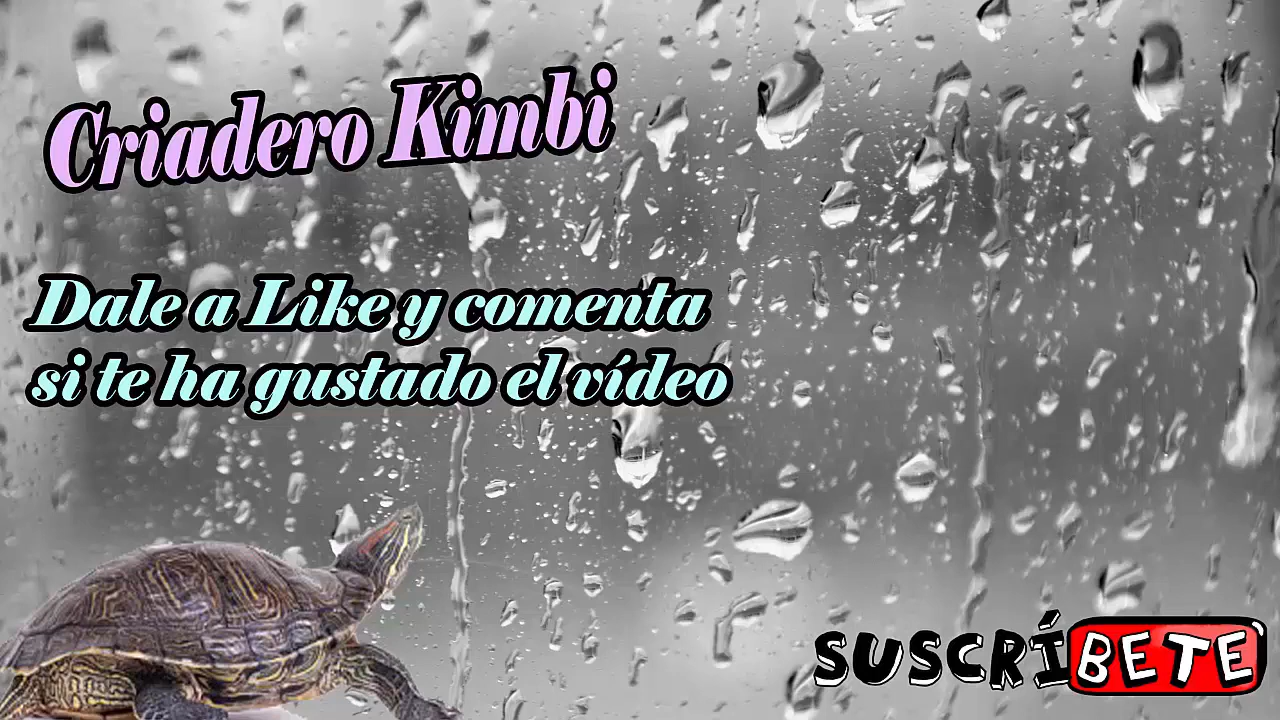 Criadero Kimbi
Dale a Like y comenta
si te ha gustado el vídeo
SUSCRÍBETE